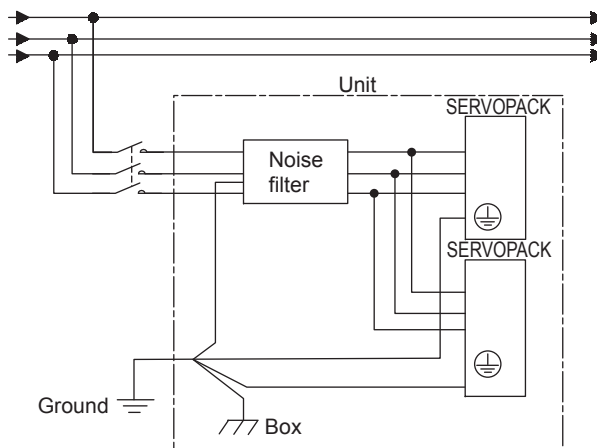 Unit
SERVOPACK
Noise
filter
SERVOPACK
Ground
Box